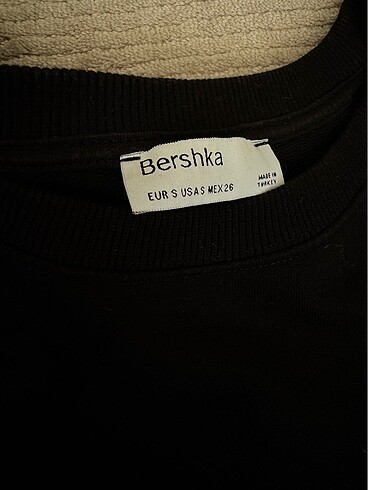 Bershka
EUR S USA S MEX 26
MADE IN
TURKEY